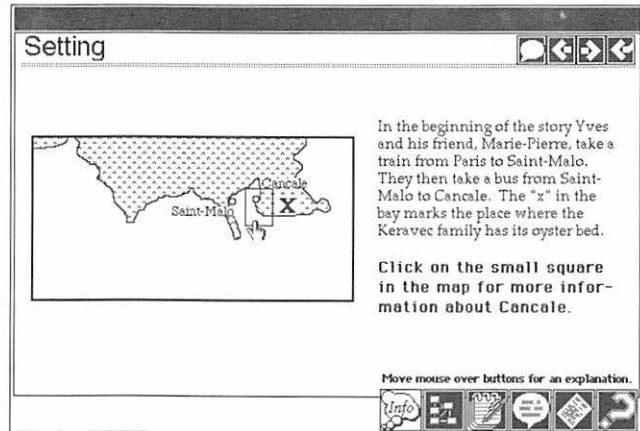 Setting
Cancale
Saint-Malo
X
In the beginning of the story Yves
and his friend, Marie-Pierre, take a
train from Paris to Saint-Malo.
They then take a bus from Saint-
Malo to Cancale. The "x" in the
bay marks the place where the
Keravec family has its oyster bed.
Click on the small square
in the map for more infor-
mation about Cancale.
Move mouse over buttons for an explanation.
Info